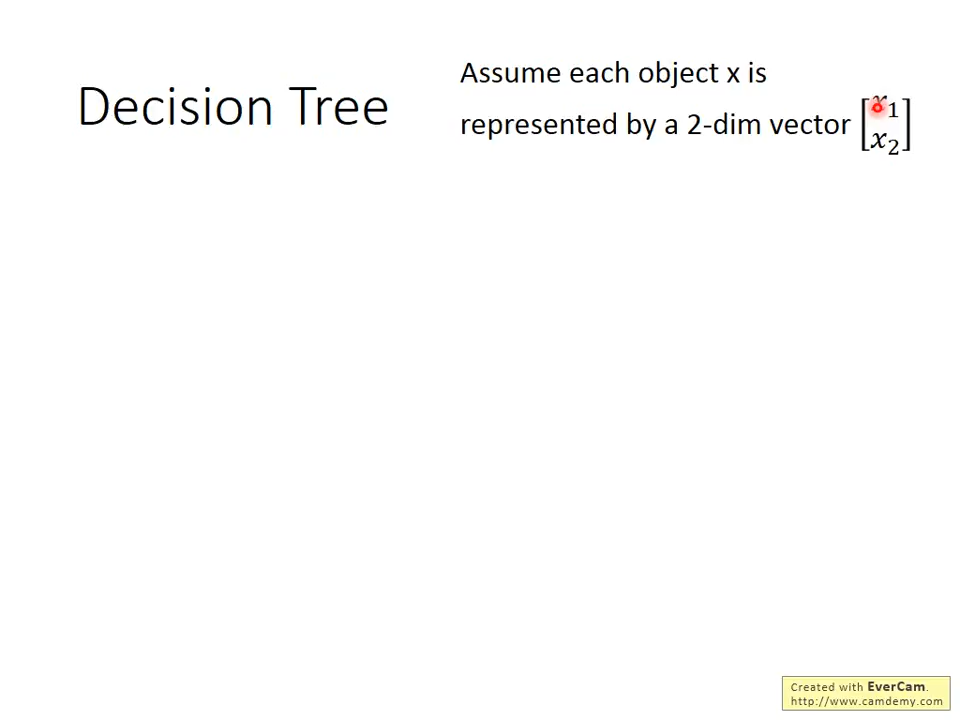 Decision Tree
Assume each object x is
represented by a 2-dim vector [x₁
x₂]
Created with EverCam.
http://www.camdemy.com